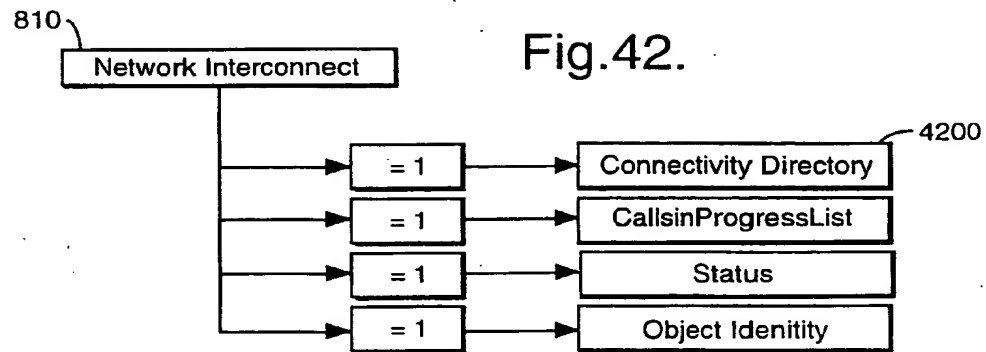 810
Network Interconnect
Fig.42.
4200
= 1
Connectivity Directory
= 1
CallsinProgressList
= 1
Status
= 1
Object Idenitity